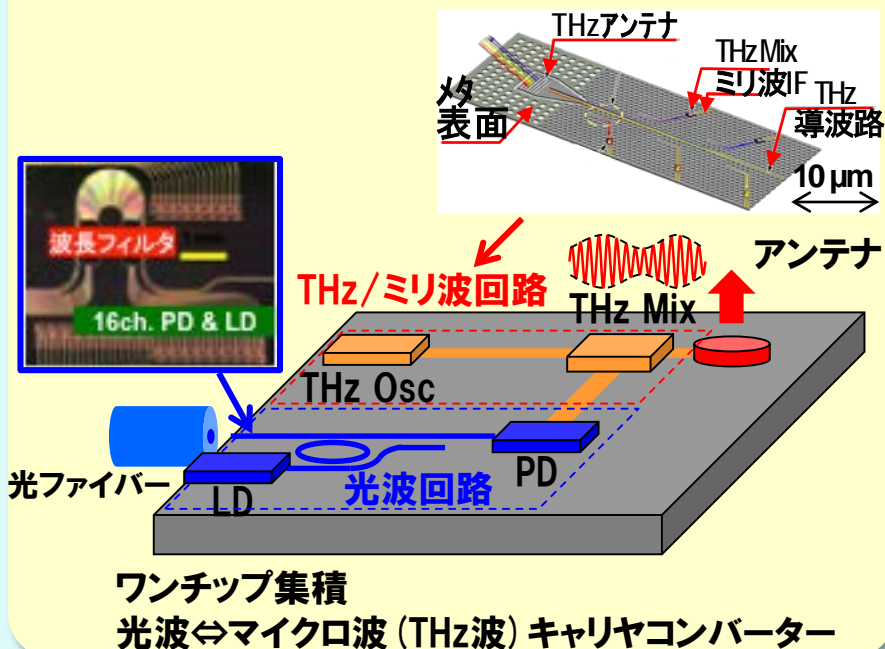 THzアンテナ
THz Mix
ミリ波IF
THz
導波路
メタ
表面
10 μm
波長フィルタ
16ch. PD & LD
アンテナ
THz/ミリ波回路
THz Mix
THz Osc
光ファイバー
LD
光波回路
PD
ワンチップ集積
光波⇔マイクロ波(THz波)キャリヤコンバーター